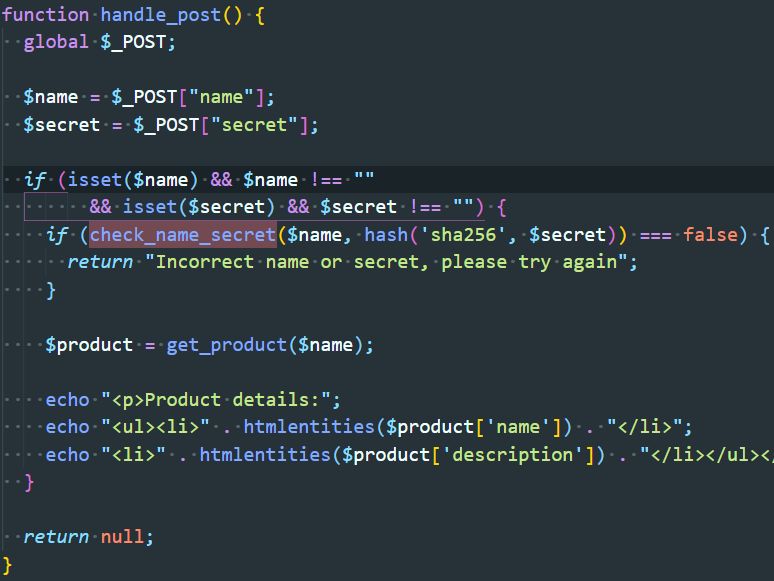 function handle_post() {
global $_POST;
$name = $_POST["name"];
$secret = $_POST["secret"];
if (isset($name) && $name !== ""
&& isset($secret) && $secret !== "") {
if (check_name_secret($name, hash('sha256', $secret)) === false) {
return "Incorrect name or secret, please try again";
}
$product = get_product($name);
echo "<p>Product details:";
echo "<ul><li>" . htmlentities($product['name']) . "</li>";
echo "<li>" . htmlentities($product['description']) . "</li></ul></
}
return null;
}